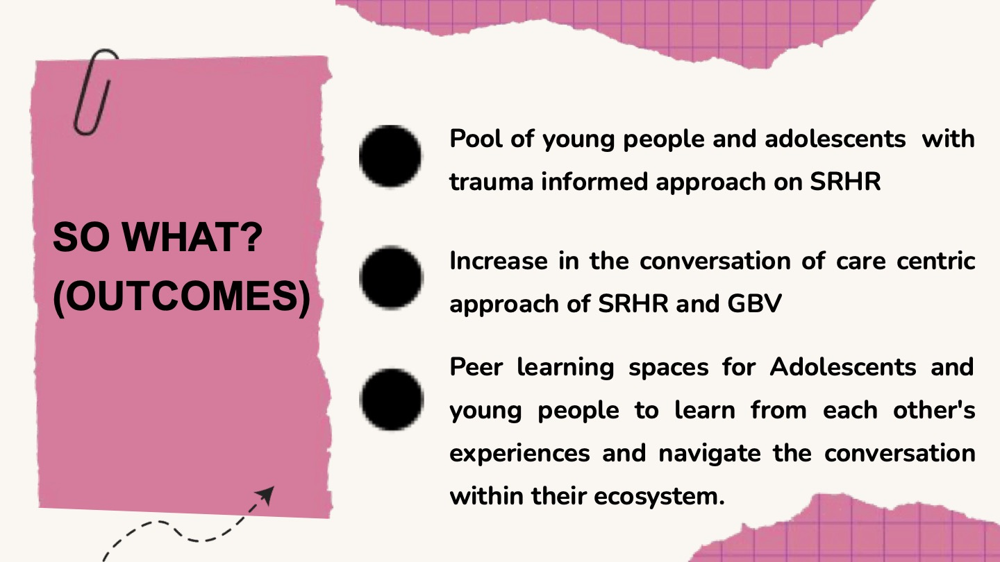 SO WHAT?
(OUTCOMES)
Pool of young people and adolescents with
trauma informed approach on SRHR
Increase in the conversation of care centric
approach of SRHR and GBV
Peer learning spaces for Adolescents and
young people to learn from each other's
experiences and navigate the conversation
within their ecosystem.